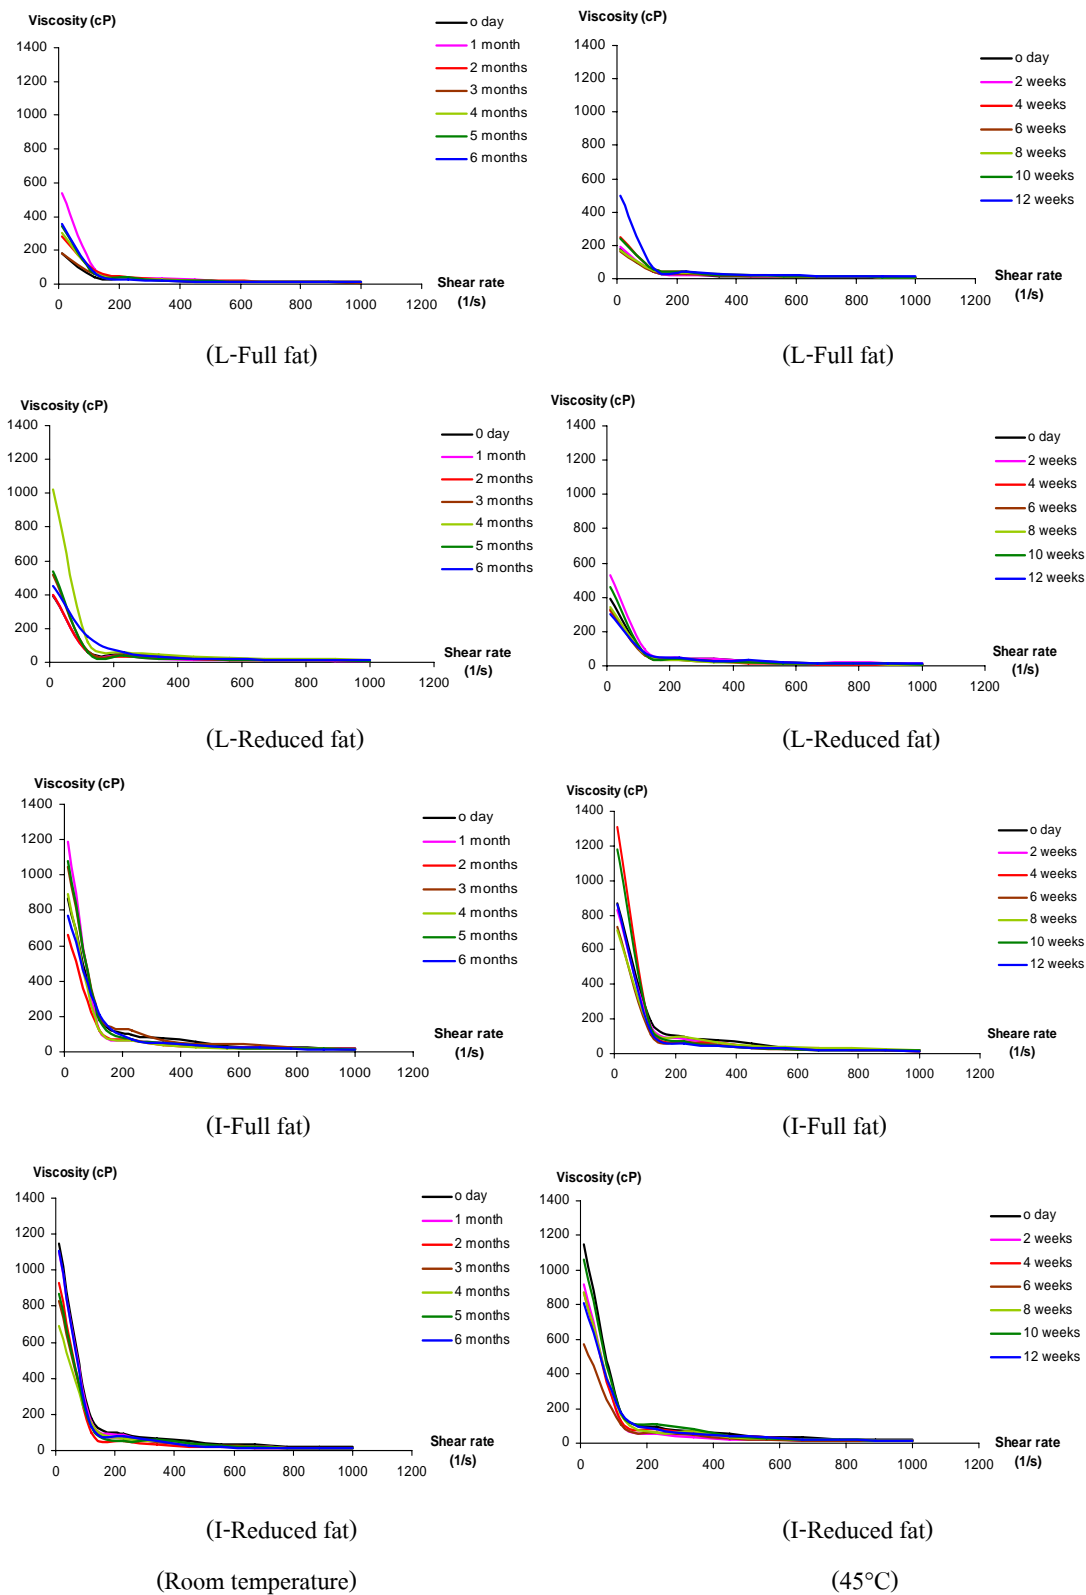 Viscosity (cP)
1400
1200
1000
800
600
400
200
0
0 200 400 600 800 1000 1200
Shear rate
(1/s)
o day
1 month
2 months
3 months
4 months
5 months
6 months
(L-Full fat)
Viscosity (cP)
1400
1200
1000
800
600
400
200
0
0 200 400 600 800 1000 1200
Shear rate
(1/s)
o day
2 weeks
4 weeks
6 weeks
8 weeks
10 weeks
12 weeks
(L-Full fat)
Viscosity (cP)
1400
1200
1000
800
600
400
200
0
0 200 400 600 800 1000 1200
Shear rate
(1/s)
0 day
1 month
2 months
3 months
4 months
5 months
6 months
(L-Reduced fat)
Viscosity (cP)
1400
1200
1000
800
600
400
200
0
0 200 400 600 800 1000 1200
Shear rate
(1/s)
o day
2 weeks
4 weeks
6 weeks
8 weeks
10 weeks
12 weeks
(L-Reduced fat)
Viscosity (cP)
1400
1200
1000
800
600
400
200
0
0 200 400 600 800 1000 1200
Shear rate
(1/s)
o day
1 month
2 months
3 months
4 months
5 months
6 months
(I-Full fat)
Viscosity (cP)
1400
1200
1000
800
600
400
200
0
0 200 400 600 800 1000 1200
Sheare rate
(1/s)
o day
2 weeks
4 weeks
6 weeks
8 weeks
10 weeks
12 weeks
(I-Full fat)
Viscosity (cP)
1400
1200
1000
800
600
400
200
0
0 200 400 600 800 1000 1200
Shear rate
(1/s)
o day
1 month
2 months
3 months
4 months
5 months
6 months
(I-Reduced fat)
Viscosity (cP)
1400
1200
1000
800
600
400
200
0
0 200 400 600 800 1000 1200
Shear rate
(1/s)
o day
2 weeks
4 weeks
6 weeks
8 weeks
10 weeks
12 weeks
(I-Reduced fat)
(Room temperature)
(45°C)